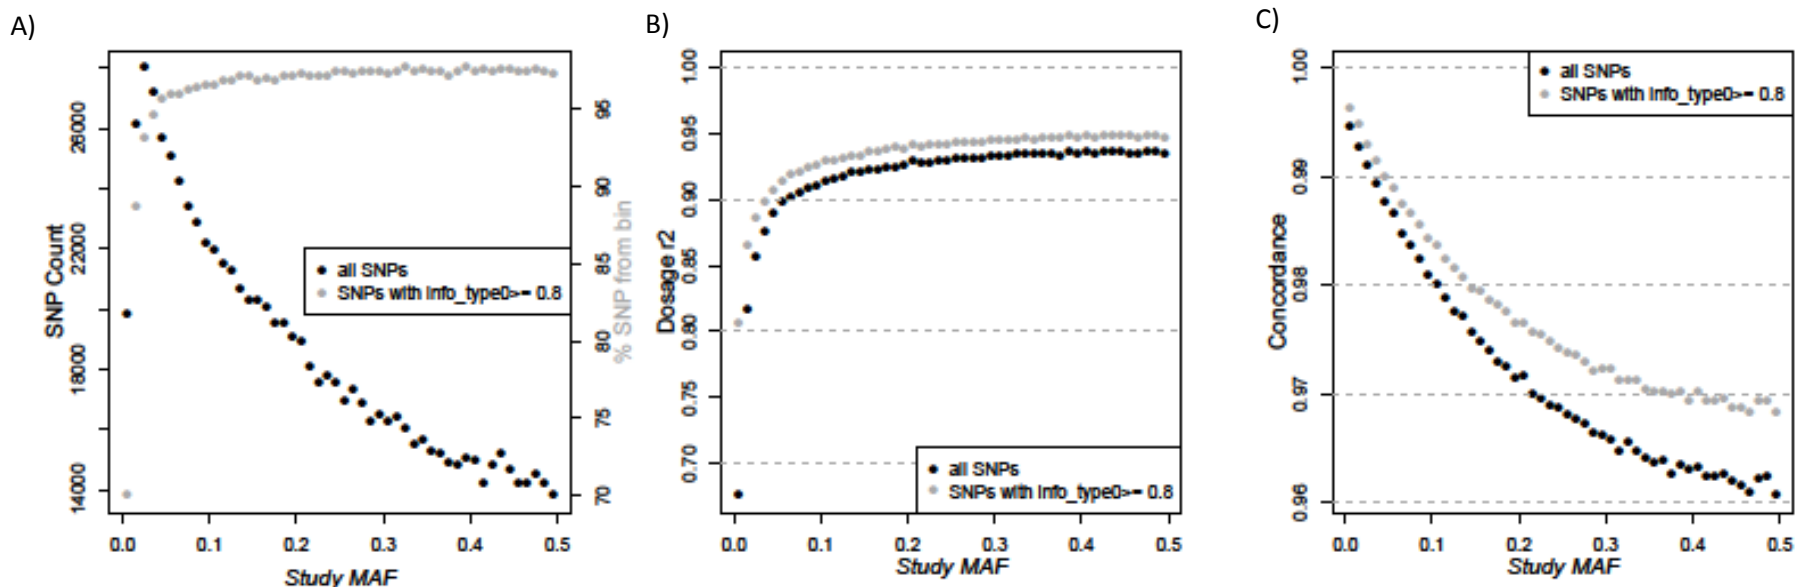 A)
SNP Count
14000 18000 22000 26000
all SNPs
SNPs with info_type0>= 0.8
% SNP from bin
70 75 80 85 90 95
0.0 0.1 0.2 0.3 0.4 0.5
Study MAF
B)
Dosage r2
0.70 0.75 0.80 0.85 0.90 0.95 1.00
all SNPs
SNPs with info_type0>= 0.8
0.0 0.1 0.2 0.3 0.4 0.5
Study MAF
C)
Concordance
0.96 0.97 0.98 0.99 1.00
all SNPs
SNPs with info_type0>= 0.8
0.0 0.1 0.2 0.3 0.4 0.5
Study MAF